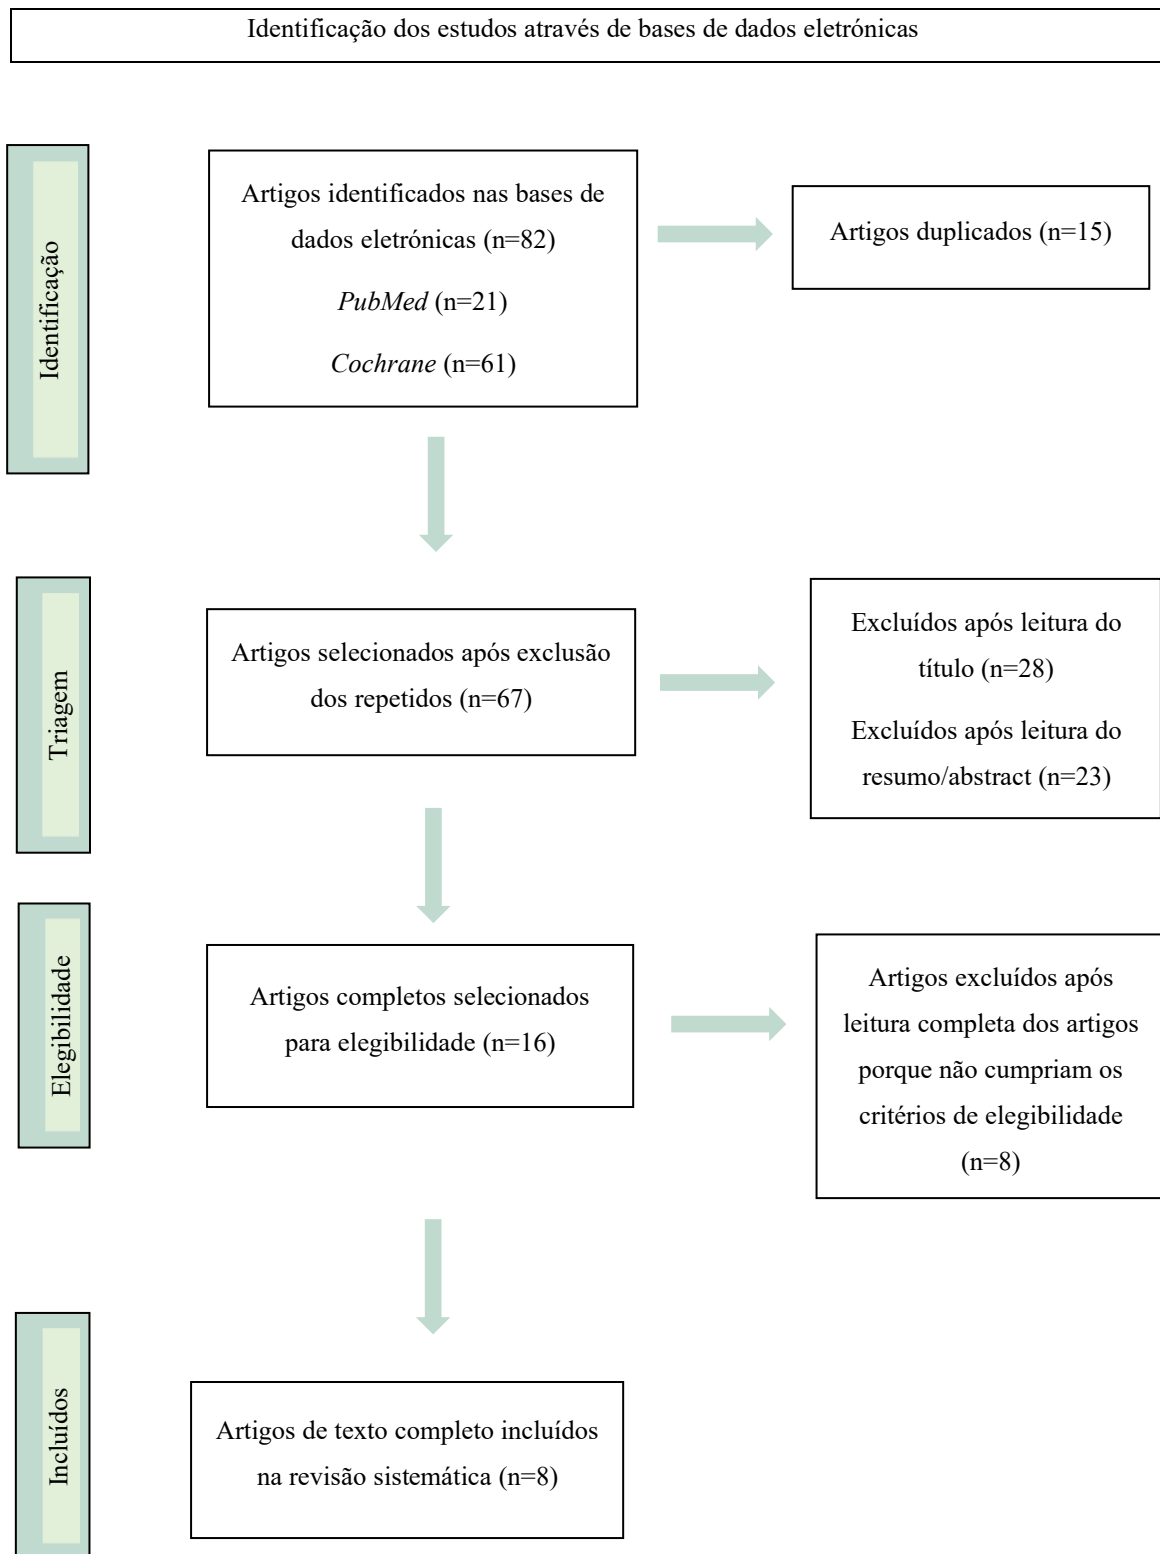 Identificação dos estudos através de bases de dados eletrónicas
Identificação
Artigos identificados nas bases de
dados eletrónicas (n=82)
PubMed (n=21)
Cochrane (n=61)
Artigos duplicados (n=15)
Triagem
Artigos selecionados após exclusão
dos repetidos (n=67)
Excluídos após leitura do
título (n=28)
Excluídos após leitura do
resumo/abstract (n=23)
Elegibilidade
Artigos completos selecionados
para elegibilidade (n=16)
Artigos excluídos após
leitura completa dos artigos
porque não cumpriam os
critérios de elegibilidade
(n=8)
Incluídos
Artigos de texto completo incluídos
na revisão sistemática (n=8)